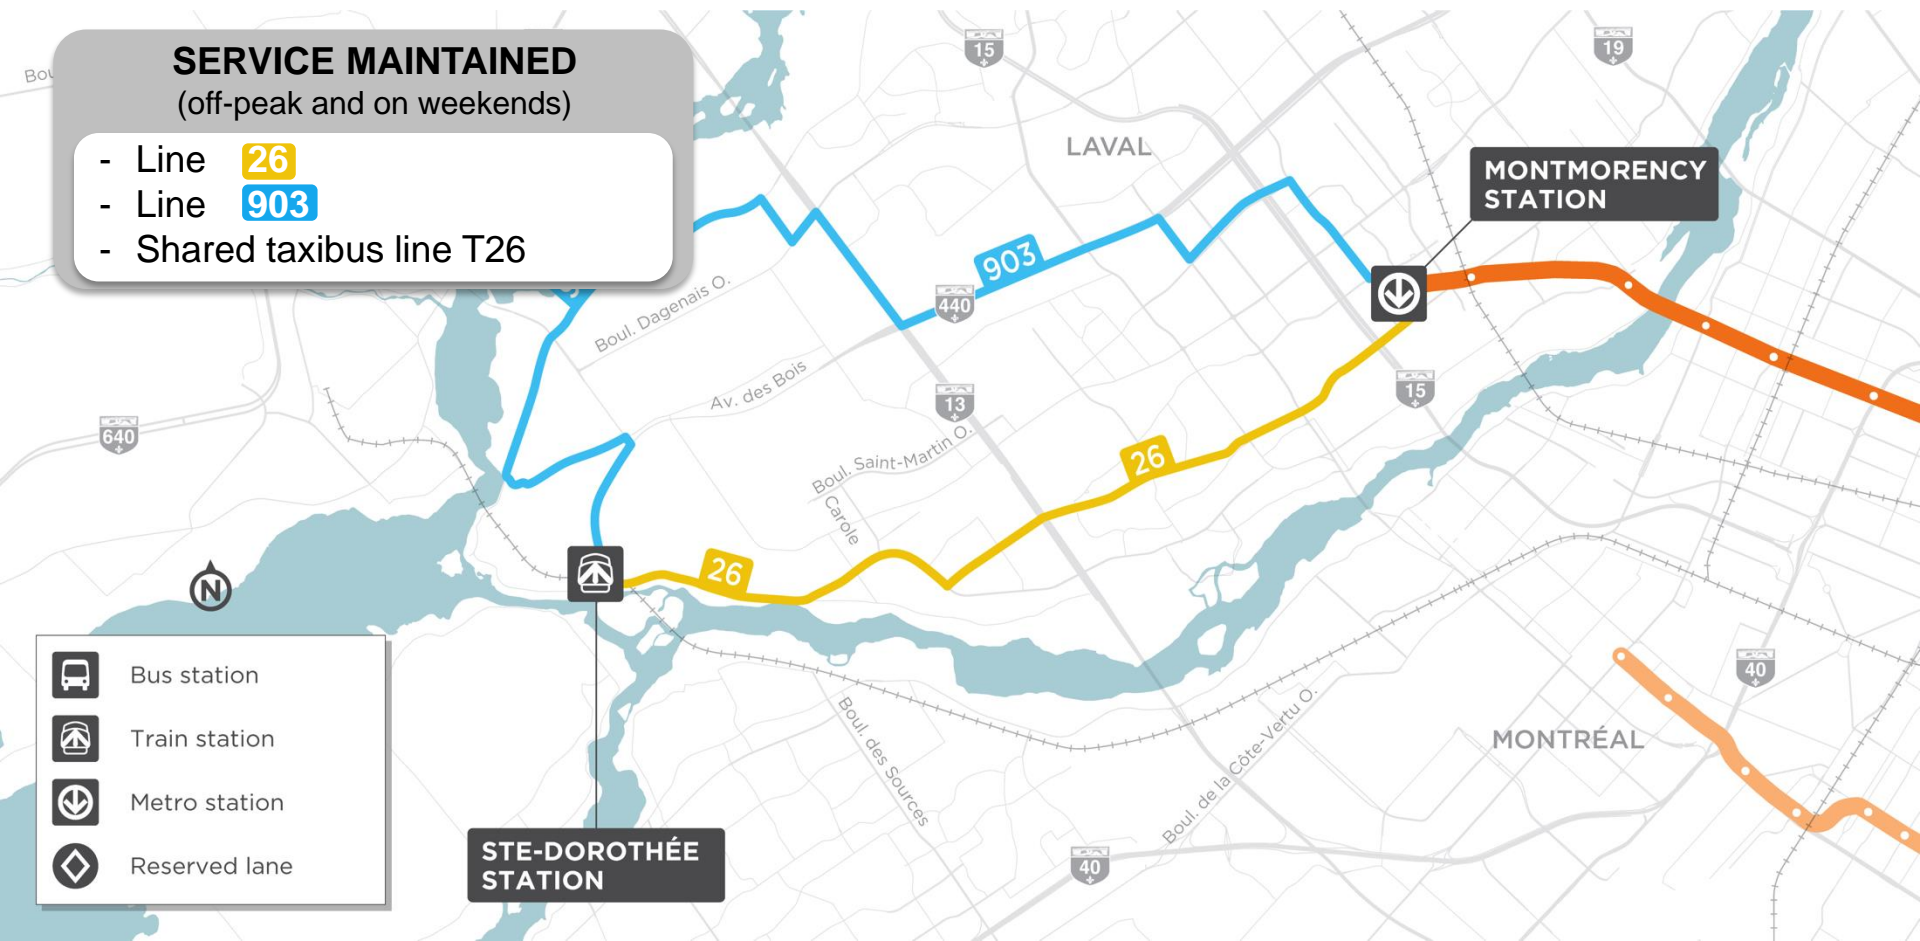 SERVICE MAINTAINED
(off-peak and on weekends)
- Line 26
- Line 903
- Shared taxibus line T26
15
19
LAVAL
MONTMORENCY
STATION
903
Boul. Dagenais O.
440
Av. des Bois
13
15
640
Boul. Saint-Martin O.
26
Carole
26
N
Bus station
Train station
Metro station
Reserved lane
40
MONTRÉAL
Boul. des Sources
Boul. de la Côte-Vertu O.
STE-DOROTHÉE
STATION
40